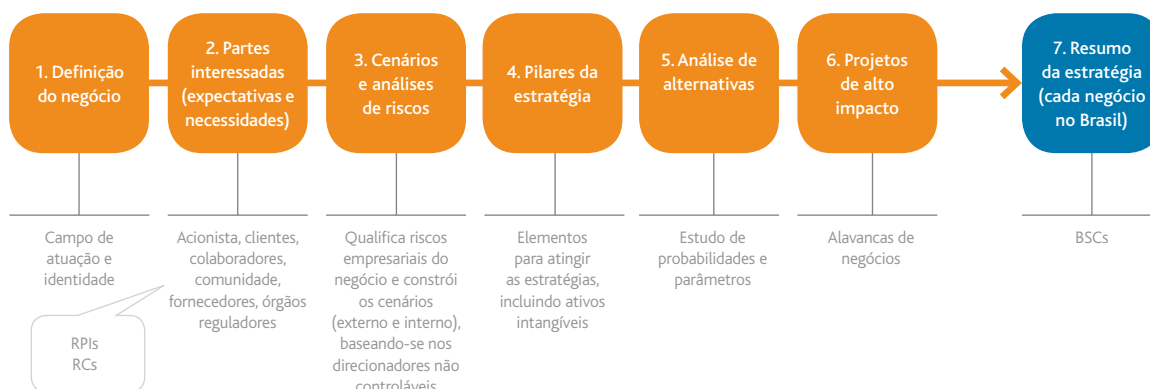 1. Definição
do negócio
2. Partes
interessadas
(expectativas e
necessidades)
3. Cenários
e análises
de riscos
4. Pilares da
estratégia
5. Análise de
alternativas
6. Projetos
de alto
impacto
7. Resumo
da estratégia
(cada negócio
no Brasil)
Campo de
atuação e
identidade
RPIs
RCs
Acionista, clientes,
colaboradores,
comunidade,
fornecedores, órgãos
reguladores
Qualifica riscos
empresariais do
negócio e constrói
os cenários
(externo e interno),
baseando-se nos
direcionadores não
controláveis
Elementos
para atingir
as estratégias,
incluindo ativos
intangíveis
Estudo de
probabilidades e
parâmetros
Alavancas de
negócios
BSCs